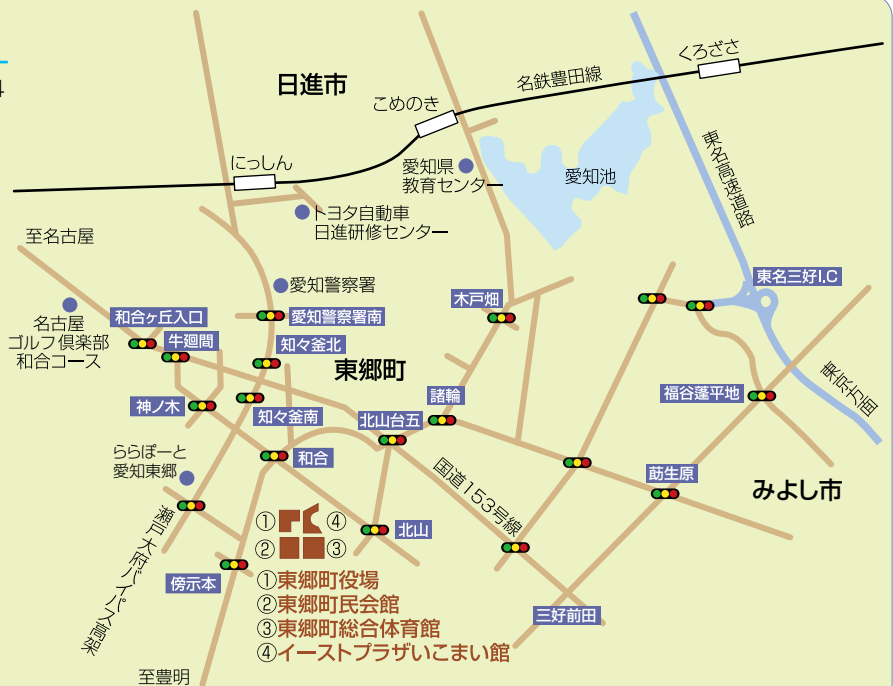 4
くろざさ
名鉄豊田線
日進市
こめのき
東名高速道路
にっしん
愛知県
教育センター
愛知池
トヨタ自動車
日進研修センター
至名古屋
東名三好I.C
愛知警察署
木戸畑
和合ヶ丘入口
愛知警察署南
名古屋
ゴルフ倶楽部
和合コース
牛廻間
知々釜北
東郷町
東京方面
諸輪
福谷蓬平地
神ノ木
知々釜南
北山台五
ららぽーと
愛知東郷
和合
国道153号線
莇生原
みよし市
瀬戸大府バイパス高架
① ④
② ③
北山
傍示本
①東郷町役場
②東郷町民会館
③東郷町総合体育館
④イーストプラザいこまい館
三好前田
至豊明